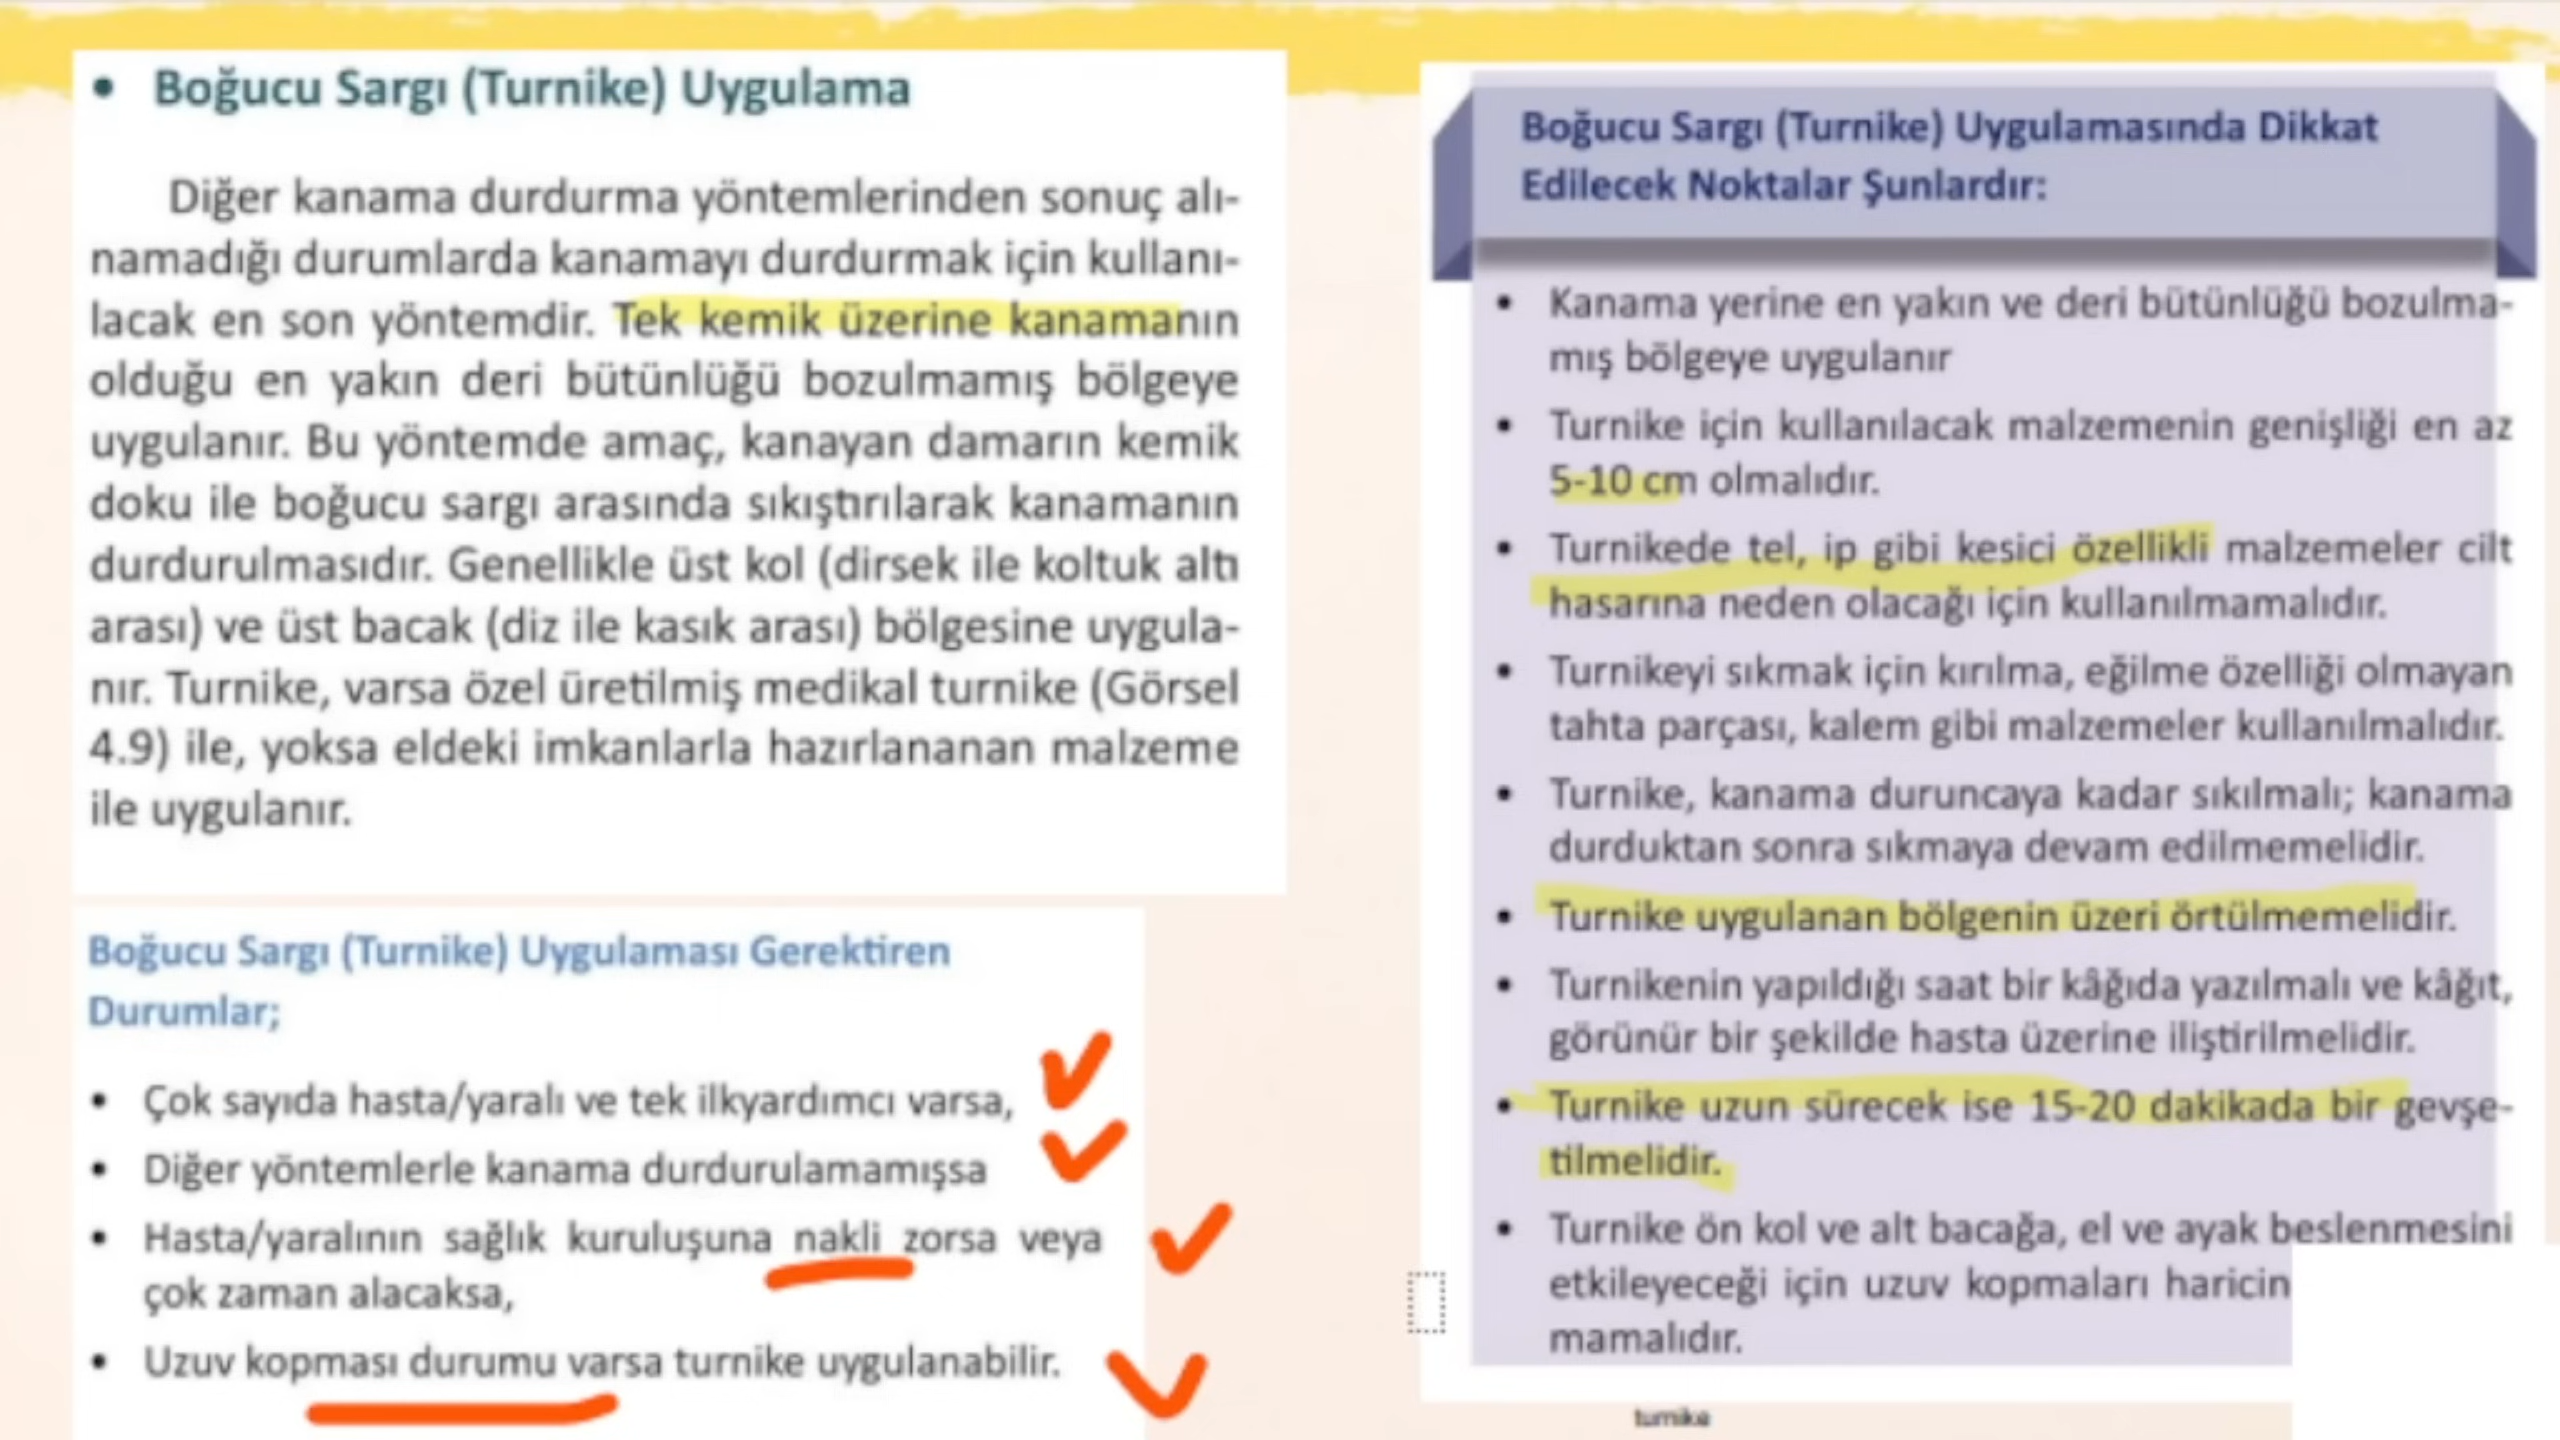 • Boğucu Sargı (Turnike) Uygulama
Diğer kanama durdurma yöntemlerinden sonuç alı-
namadığı durumlarda kanamayı durdurmak için kullanı-
lacak en son yöntemdir. Tek kemik üzerine kanamanın
olduğu en yakın deri bütünlüğü bozulmamış bölgeye
uygulanır. Bu yöntemde amaç, kanayan damarın kemik
doku ile boğucu sargı arasında sıkıştırılarak kanamanın
durdurulmasıdır. Genellikle üst kol (dirsek ile koltuk altı
arası) ve üst bacak (diz ile kasık arası) bölgesine uygula-
nır. Turnike, varsa özel üretilmiş medikal turnike (Görsel
4.9) ile, yoksa eldeki imkanlarla hazırlananan malzeme
ile uygulanır.
Boğucu Sargı (Turnike) Uygulaması Gerektiren
Durumlar;
• Çok sayıda hasta/yaralı ve tek ilkyardımcı varsa,
• Diğer yöntemlerle kanama durdurulamamışsa
• Hasta/yaralının sağlık kuruluşuna nakli zorsa veya
çok zaman alacaksa,
• Uzuv kopması durumu varsa turnike uygulanabilir.
Boğucu Sargı (Turnike) Uygulamasında Dikkat
Edilecek Noktalar Şunlardır:
• Kanama yerine en yakın ve deri bütünlüğü bozulma-
mış bölgeye uygulanır
• Turnike için kullanılacak malzemenin genişliği en az
5-10 cm olmalıdır.
• Turnikede tel, ip gibi kesici özellikli malzemeler cilt
hasarına neden olacağı için kullanılmamalıdır.
• Turnikeyi sıkmak için kırılma, eğilme özelliği olmayan
tahta parçası, kalem gibi malzemeler kullanılmalıdır.
• Turnike, kanama duruncaya kadar sıkılmalı; kanama
durduktan sonra sıkmaya devam edilmemelidir.
• Turnike uygulanan bölgenin üzeri örtülmemelidir.
• Turnikenin yapıldığı saat bir kâğıda yazılmalı ve kâğıt,
görünür bir şekilde hasta üzerine iliştirilmelidir.
• Turnike uzun sürecek ise 15-20 dakikada bir gevşe-
tilmelidir.
• Turnike ön kol ve alt bacağa, el ve ayak beslenmesini
etkileyeceği için uzuv kopmaları haricin
mamalıdır.
turnike